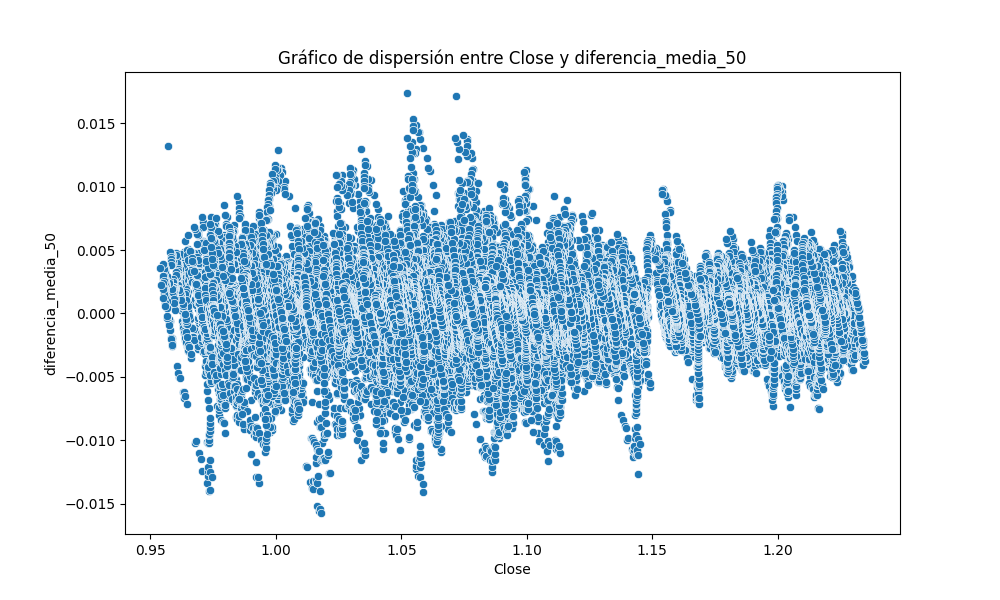 Gráfico de dispersión entre Close y diferencia_media_50
diferencia_media_50
0.015
0.010
0.005
0.000
−0.005
−0.010
−0.015
0.95 1.00 1.05 1.10 1.15 1.20
Close